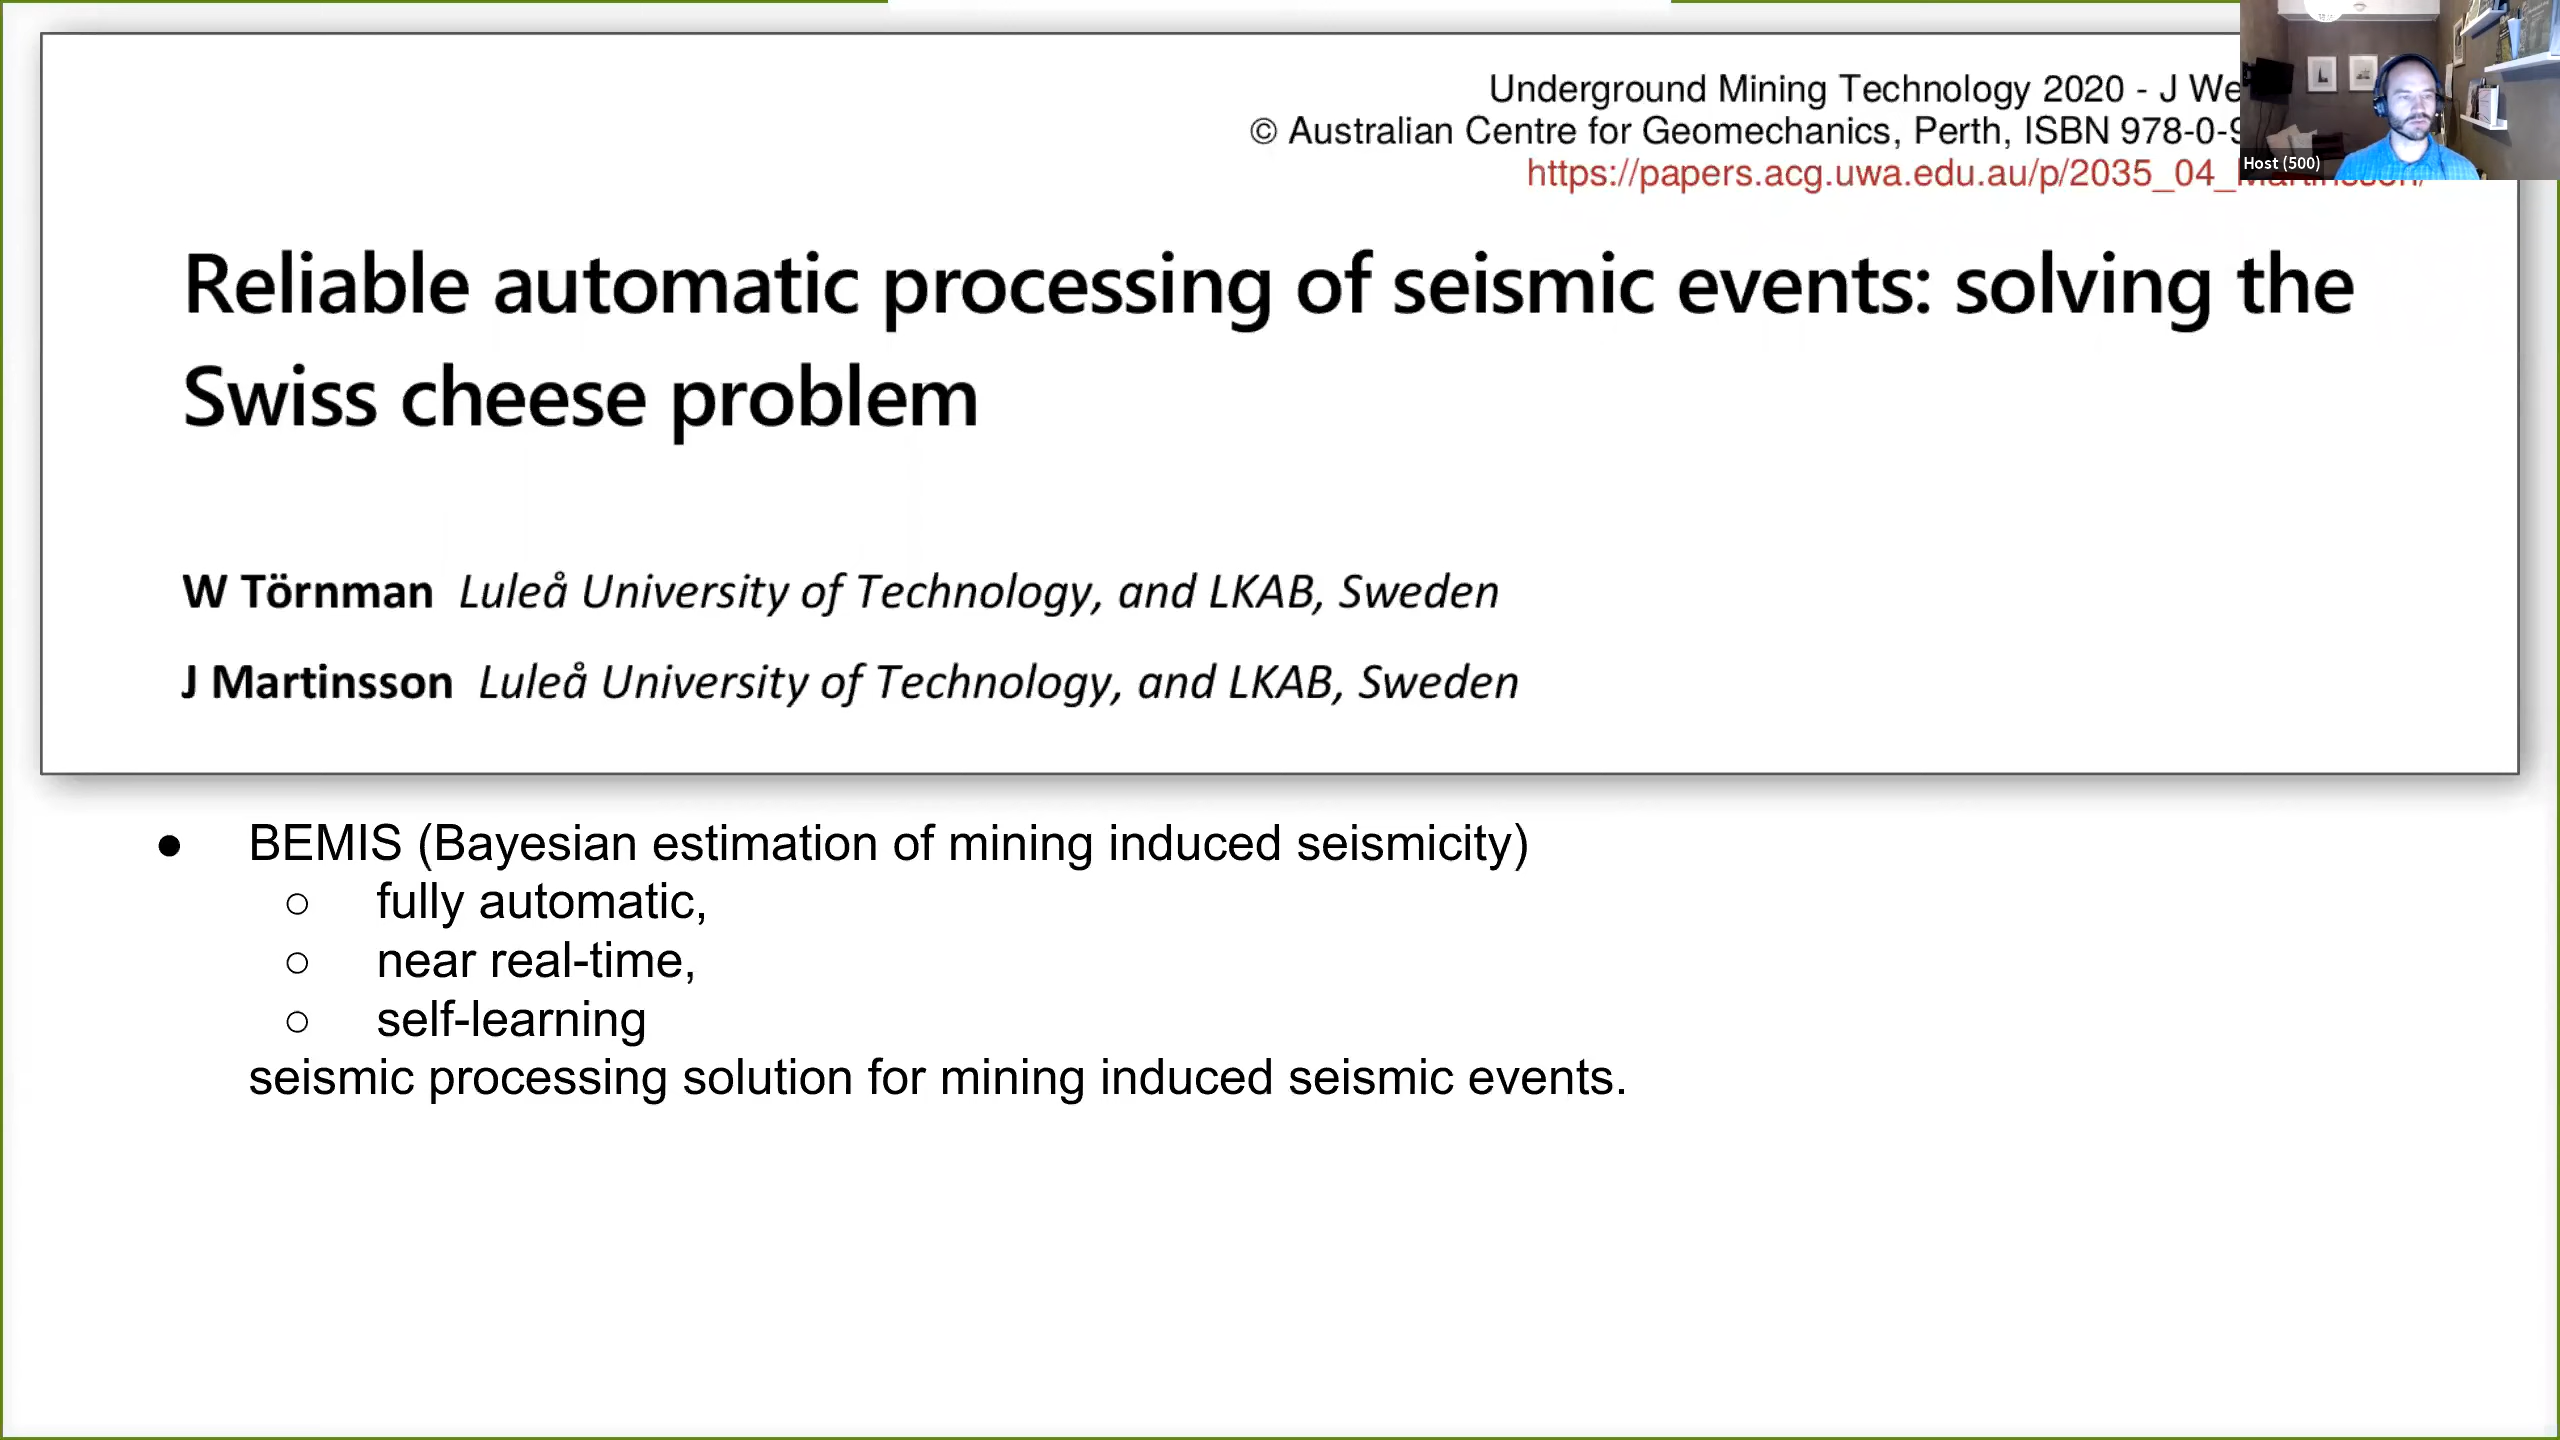 Underground Mining Technology 2020 - J We
© Australian Centre for Geomechanics, Perth, ISBN 978-0-9
https://papers.acg.uwa.edu.au/p/2035_04_Martinsson/
Host (500)
Reliable automatic processing of seismic events: solving the
Swiss cheese problem
W Törnman Luleå University of Technology, and LKAB, Sweden
J Martinsson Luleå University of Technology, and LKAB, Sweden
● BEMIS (Bayesian estimation of mining induced seismicity)
○ fully automatic,
○ near real-time,
○ self-learning
seismic processing solution for mining induced seismic events.